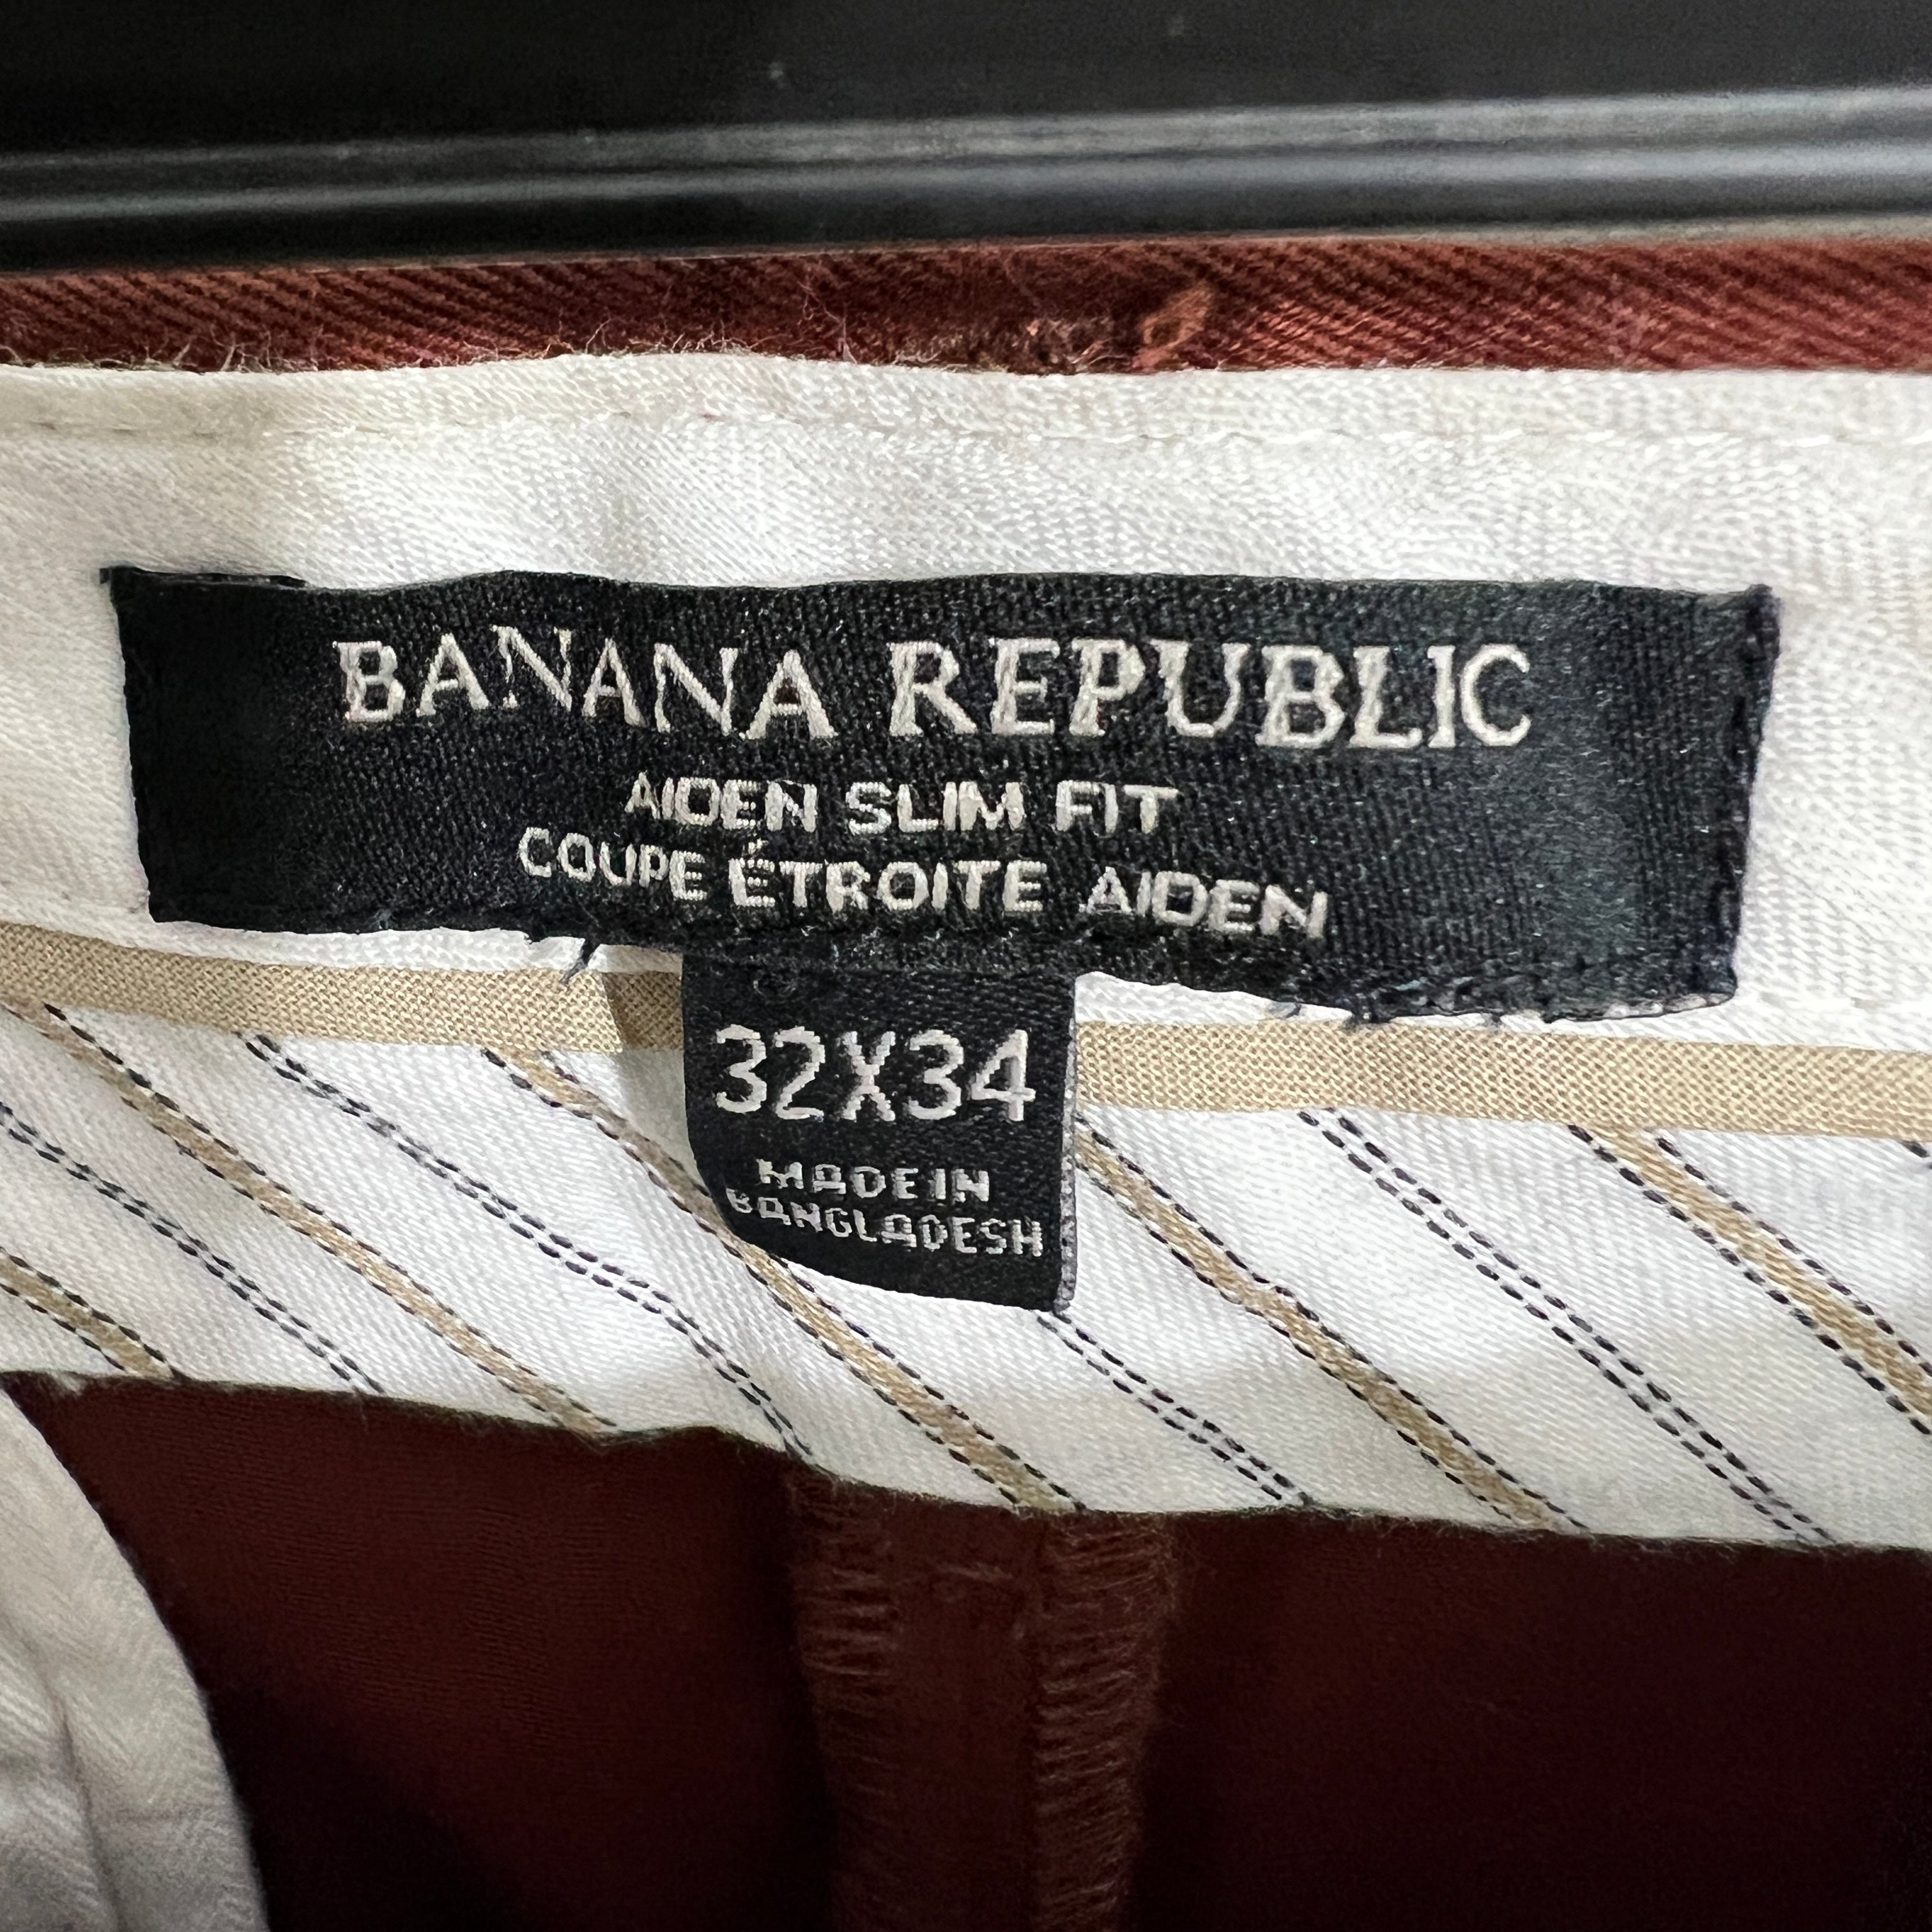 BANANA REPUBLIC
AIDEN SLIM FIT
COUPE ÉTROITE AIDEN
32X34
MADE IN
BANGLADESH